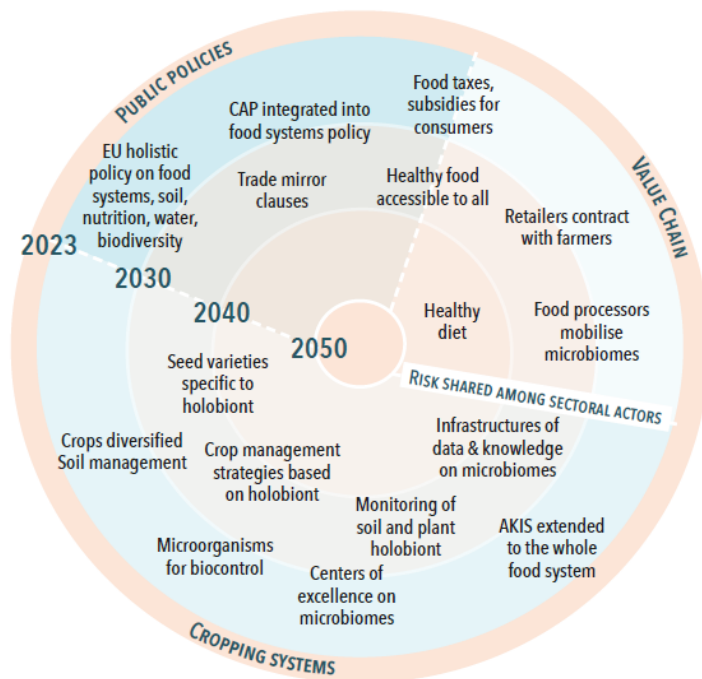 PUBLIC POLICIES
Food taxes,
subsidies for
consumers
CAP integrated into
food systems policy
EU holistic
policy on food
systems, soil,
nutrition, water,
biodiversity
Trade mirror
clauses
Healthy food
accessible to all
VALUE CHAIN
Retailers contract
with farmers
2023
2030
2040
2050
Healthy
diet
Food processors
mobilise
microbiomes
RISK SHARED AMONG SECTORAL ACTORS
Seed varieties
specific to
holobiont
Crops diversified
Soil management
Crop management
strategies based
on holobiont
Infrastructures of
data & knowledge
on microbiomes
Monitoring of
soil and plant
holobiont
AKIS extended
to the whole
food system
Microorganisms
for biocontrol
Centers of
excellence on
microbiomes
CROPPING SYSTEMS